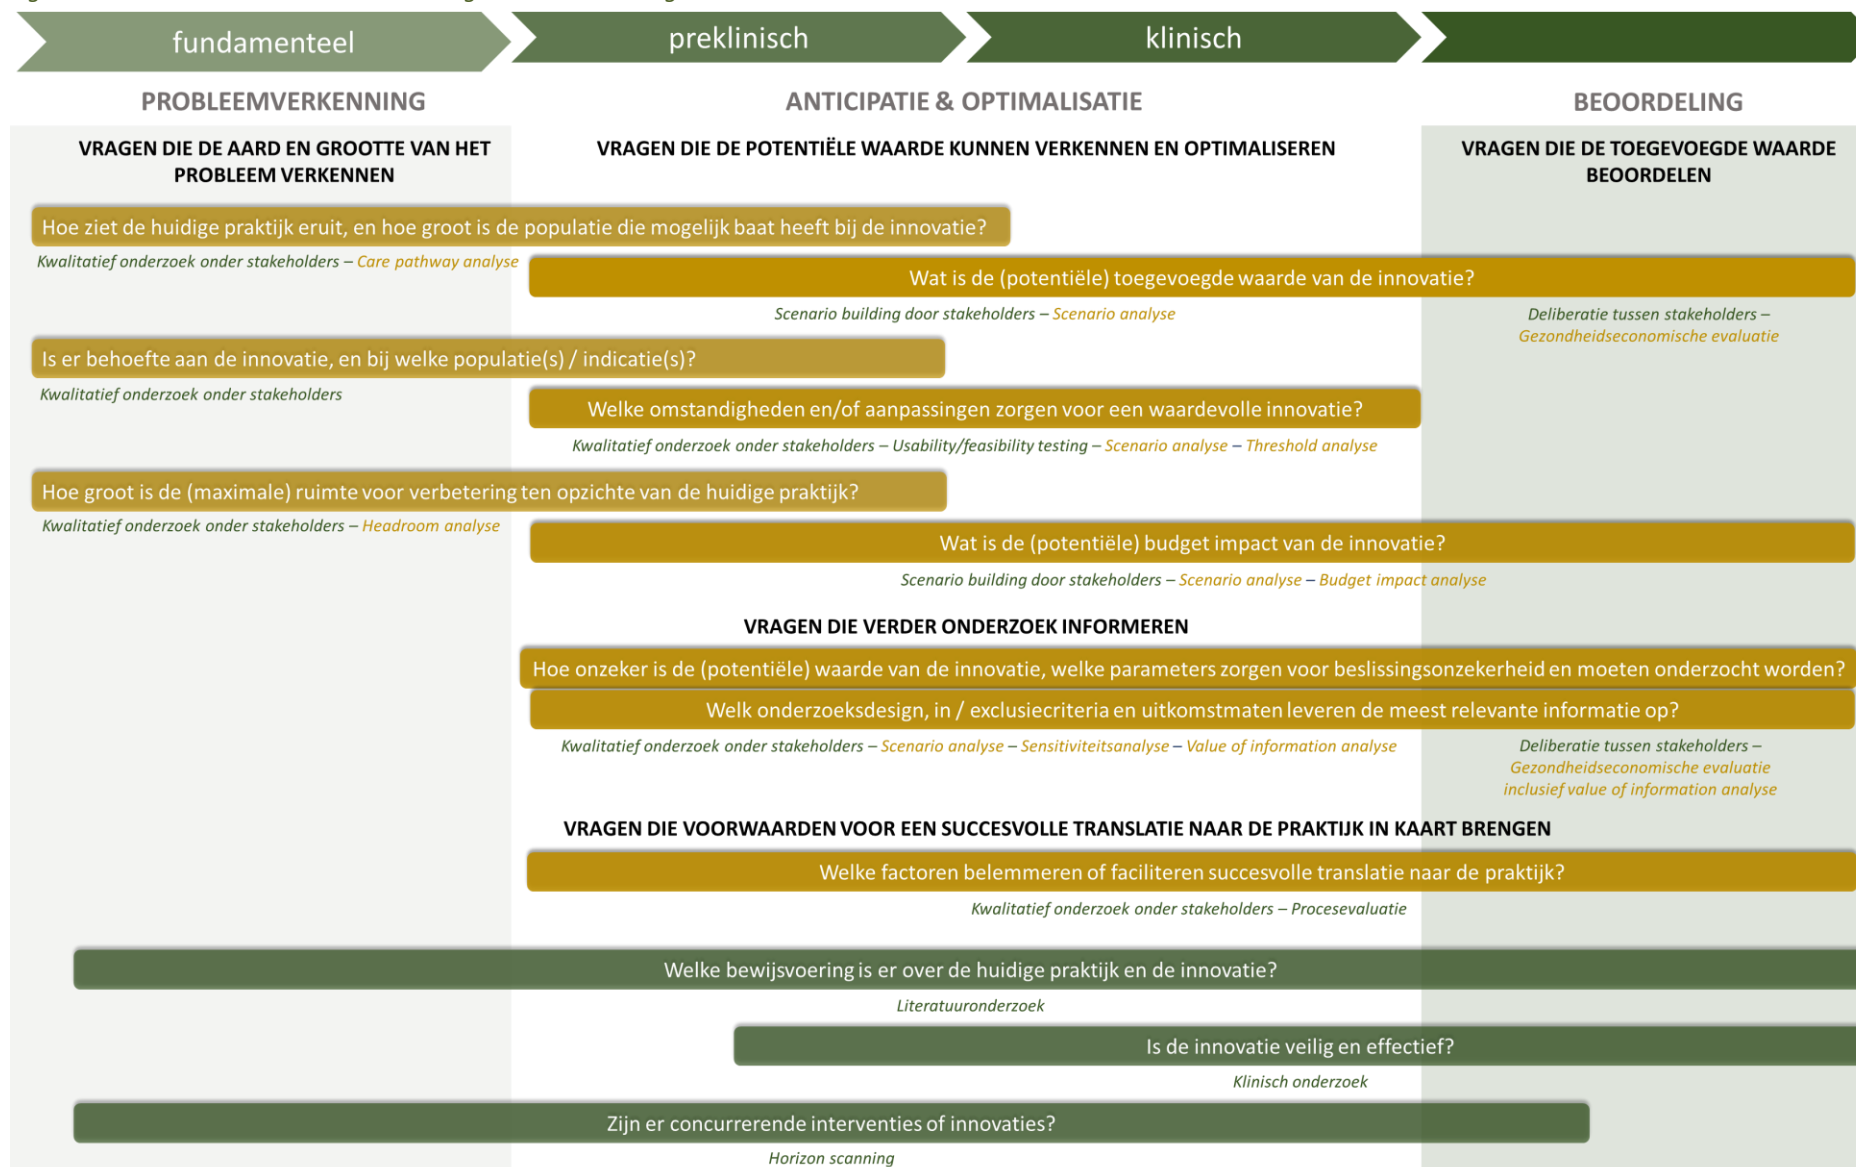 fundamenteel
preklinisch
klinisch
PROBLEEMVERKENNING
ANTICIPATIE & OPTIMALISATIE
BEOORDELING
VRAGEN DIE DE AARD EN GROOTTE VAN HET
PROBLEEM VERKENNEN
VRAGEN DIE DE POTENTIËLE WAARDE KUNNEN VERKENNEN EN OPTIMALISEREN
VRAGEN DIE DE TOEGEVOEGDE WAARDE
BEOORDELEN
Hoe ziet de huidige praktijk eruit, en hoe groot is de populatie die mogelijk baat heeft bij de innovatie?
Kwalitatief onderzoek onder stakeholders – Care pathway analyse
Wat is de (potentiële) toegevoegde waarde van de innovatie?
Scenario building door stakeholders – Scenario analyse
Deliberatie tussen stakeholders –
Gezondheidseconomische evaluatie
Is er behoefte aan de innovatie, en bij welke populatie(s) / indicatie(s)?
Kwalitatief onderzoek onder stakeholders
Welke omstandigheden en/of aanpassingen zorgen voor een waardevolle innovatie?
Kwalitatief onderzoek onder stakeholders – Usability/feasibility testing – Scenario analyse – Threshold analyse
Hoe groot is de (maximale) ruimte voor verbetering ten opzichte van de huidige praktijk?
Kwalitatief onderzoek onder stakeholders – Headroom analyse
Wat is de (potentiële) budget impact van de innovatie?
Scenario building door stakeholders – Scenario analyse – Budget impact analyse
VRAGEN DIE VERDER ONDERZOEK INFORMEREN
Hoe onzeker is de (potentiële) waarde van de innovatie, welke parameters zorgen voor beslissingsonzekerheid en moeten onderzocht worden?
Welk onderzoeksdesign, in / exclusiecriteria en uitkomstmaten leveren de meest relevante informatie op?
Kwalitatief onderzoek onder stakeholders – Scenario analyse – Sensitiviteitsanalyse – Value of information analyse
Deliberatie tussen stakeholders –
Gezondheidseconomische evaluatie
inclusief value of information analyse
VRAGEN DIE VOORWAARDEN VOOR EEN SUCCESVOLLE TRANSLATIE NAAR DE PRAKTIJK IN KAART BRENGEN
Welke factoren belemmeren of faciliteren succesvolle translatie naar de praktijk?
Kwalitatief onderzoek onder stakeholders – Procesevaluatie
Welke bewijsvoering is er over de huidige praktijk en de innovatie?
Literatuuronderzoek
Is de innovatie veilig en effectief?
Klinisch onderzoek
Zijn er concurrerende interventies of innovaties?
Horizon scanning